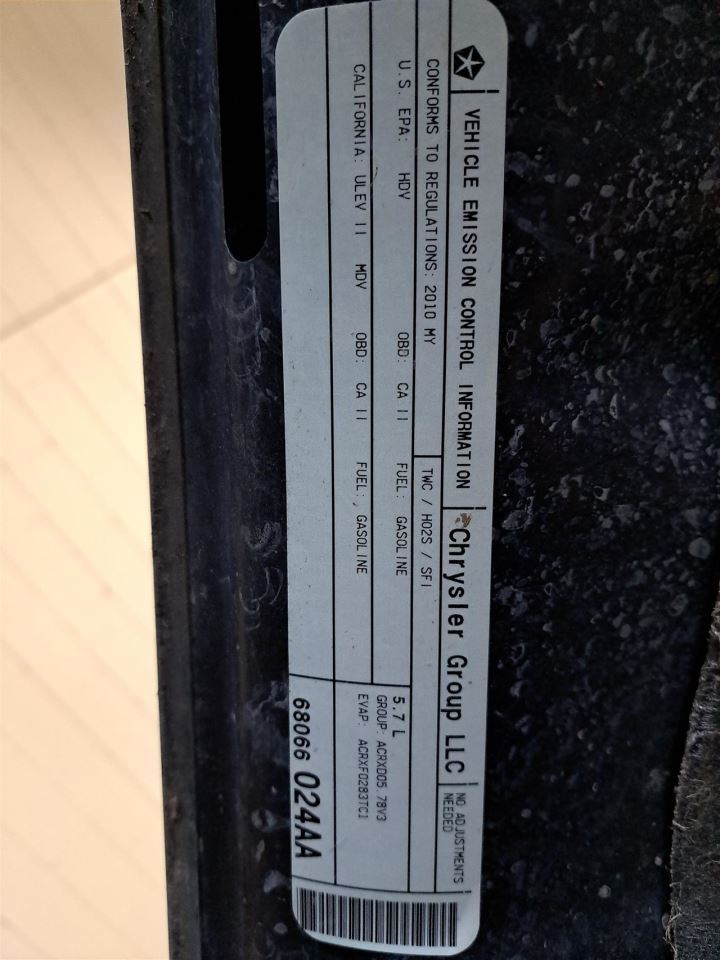 VEHICLE EMISSION CONTROL INFORMATION
Chrysler Group LLC
NO ADJUSTMENTS
NEEDED
CONFORMS TO REGULATIONS: 2010 MY
TWC / HO2S / SFI
U.S. EPA: HDV OBD: CA II FUEL: GASOLINE
CALIFORNIA: ULEV II MDV OBD: CA II FUEL: GASOLINE
5.7 L
GROUP: ACRXD05.78V3
EVAP: ACRXF0283TC1
68066 024AA